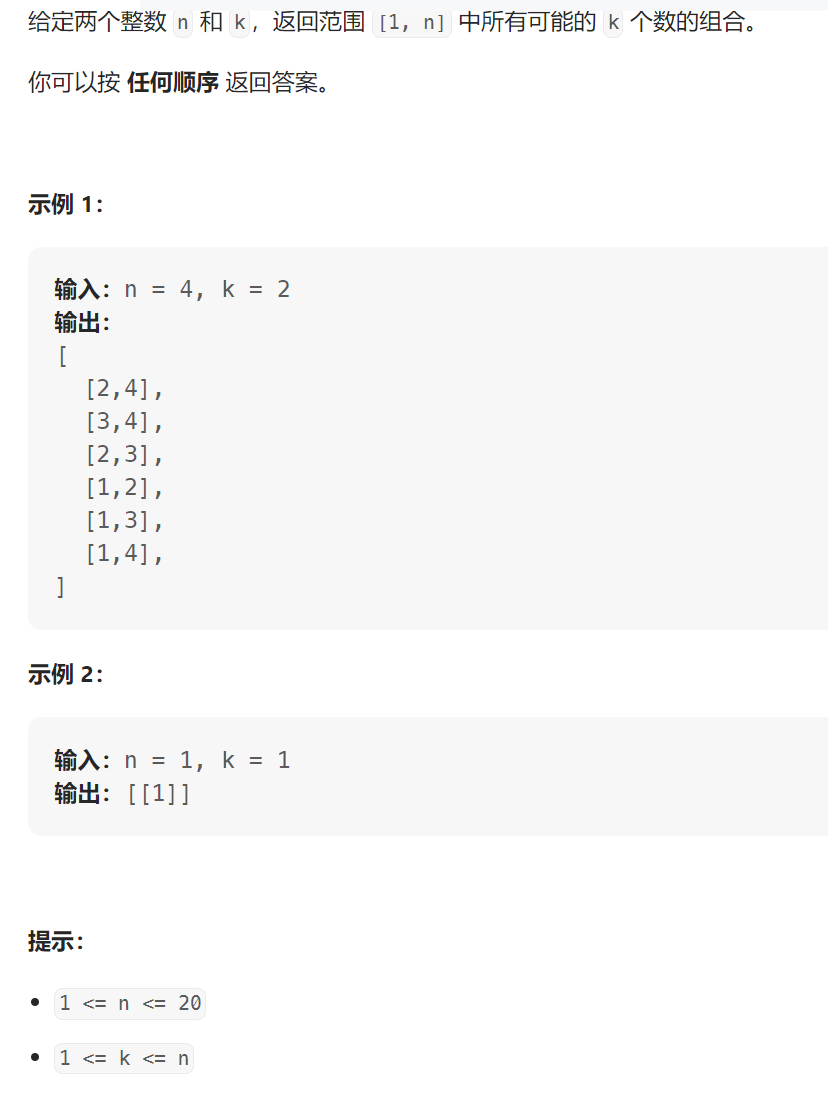 给定两个整数 n 和 k，返回范围 [1, n] 中所有可能的 k 个数的组合。
你可以按 任何顺序 返回答案。
示例 1：
输入：n = 4, k = 2
输出：
[
[2,4],
[3,4],
[2,3],
[1,2],
[1,3],
[1,4],
]
示例 2：
输入：n = 1, k = 1
输出：[[1]]
提示：
• 1 <= n <= 20
• 1 <= k <= n